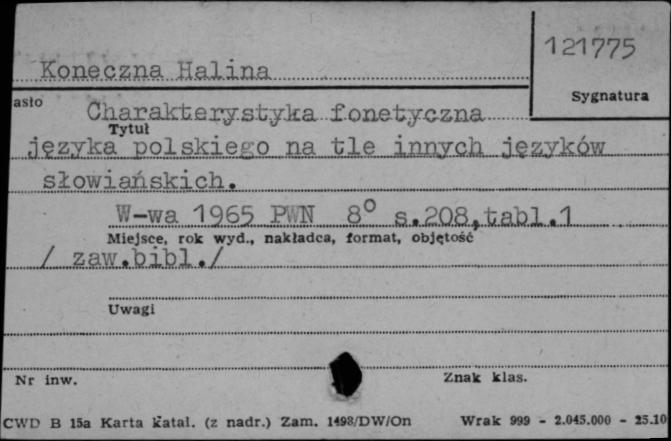 121775
Koneczna Halina
Sygnatura
asło
Charakterystyka fonetyczna
Tytuł
języka polskiego na tle innych języków
słowiańskich.
W-wa 1965 PWN 8° s.208,tabl.1
Miejsce, rok wyd., nakładca, format, objętość
/ zaw.bibl./
Uwagi
Nr inw.
Znak klas.
CWD B 15a Karta katal. (z nadr.) Zam. 1498/DW/On Wrak 999 - 2.045.000 - 25.10